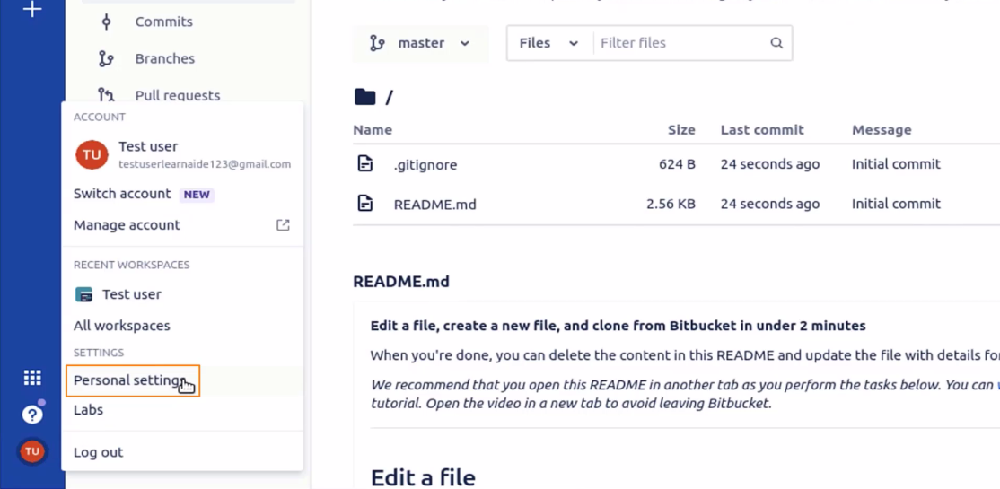 Commits
Branches
Pull requests
ACCOUNT
TU
Test user
testuserlearnaide123@gmail.com
Switch account NEW
Manage account
RECENT WORKSPACES
Test user
All workspaces
SETTINGS
Personal setting
Labs
Log out
TU
master
Files
Filter files
/
Name Size Last commit Message
.gitignore 624 B 24 seconds ago Initial commit
README.md 2.56 KB 24 seconds ago Initial commit
README.md
Edit a file, create a new file, and clone from Bitbucket in under 2 minutes
When you're done, you can delete the content in this README and update the file with details for
We recommend that you open this README in another tab as you perform the tasks below. You can
tutorial. Open the video in a new tab to avoid leaving Bitbucket.
Edit a file